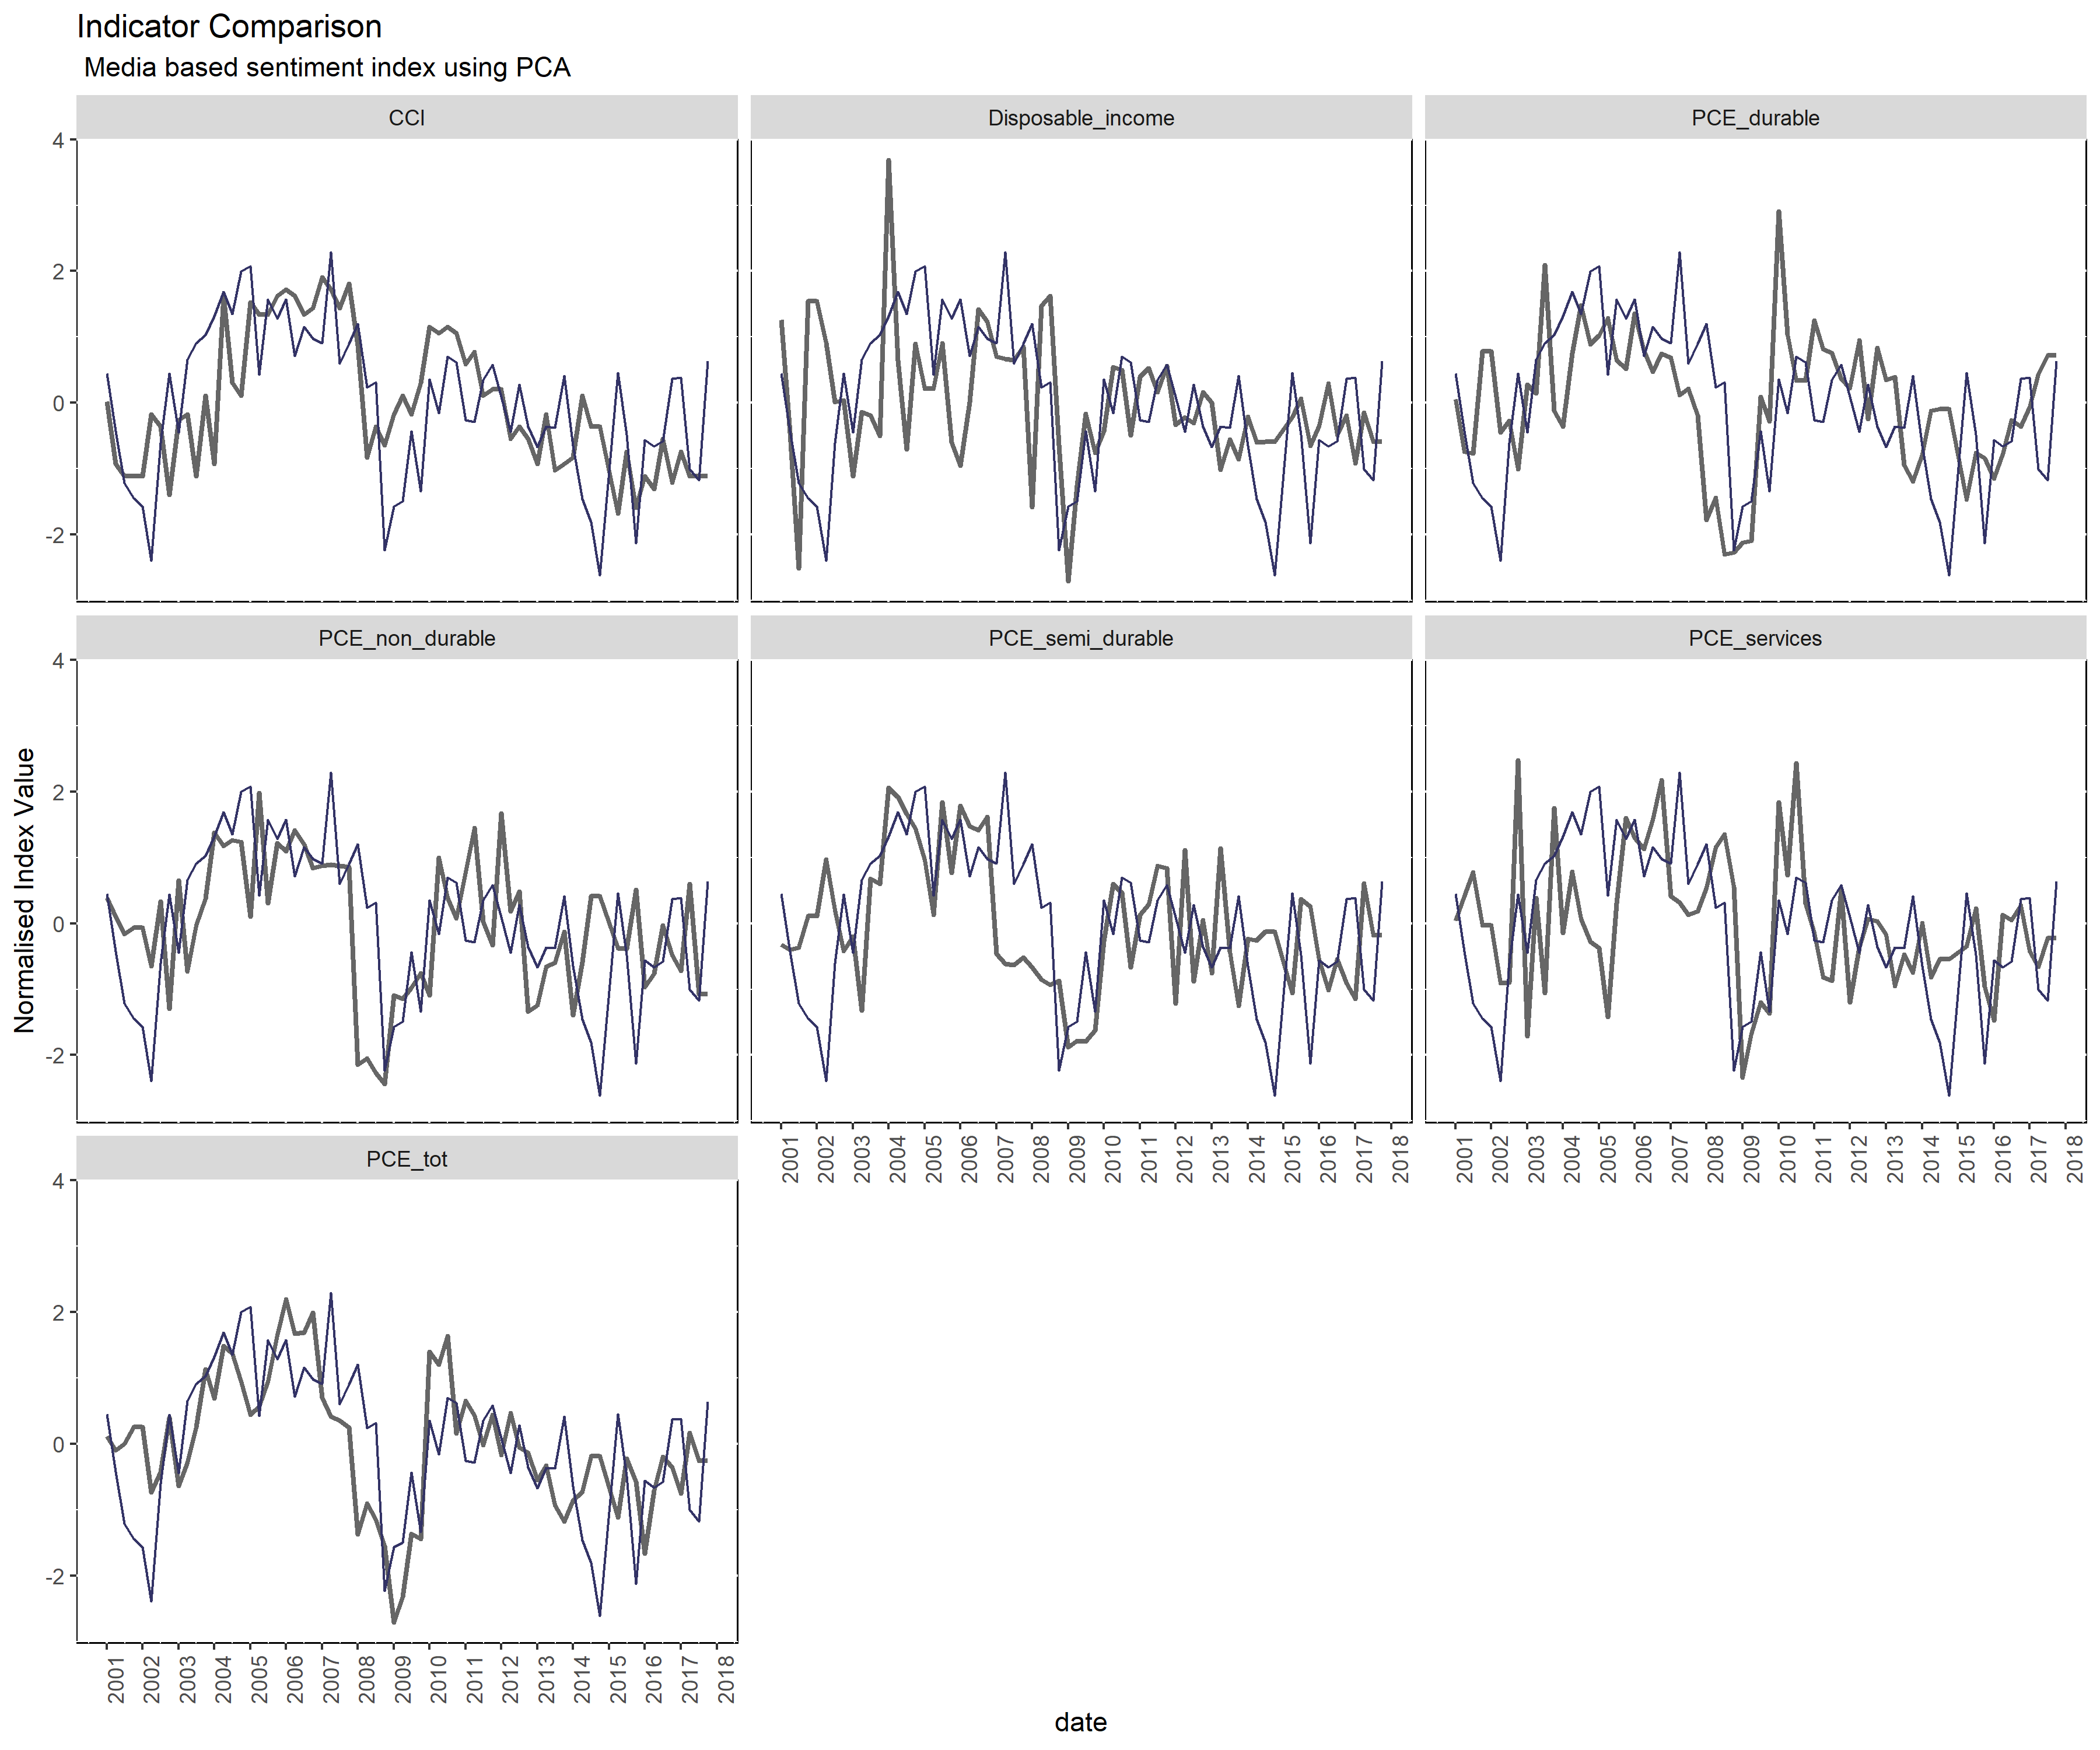 Indicator Comparison
Media based sentiment index using PCA
CCI
Disposable_income
PCE_durable
4
2
0
-2
PCE_non_durable
PCE_semi_durable
PCE_services
4
2
0
-2
Normalised Index Value
2001 2002 2003 2004 2005 2006 2007 2008 2009 2010 2011 2012 2013 2014 2015 2016 2017 2018
2001 2002 2003 2004 2005 2006 2007 2008 2009 2010 2011 2012 2013 2014 2015 2016 2017 2018
PCE_tot
4
2
0
-2
2001 2002 2003 2004 2005 2006 2007 2008 2009 2010 2011 2012 2013 2014 2015 2016 2017 2018
date